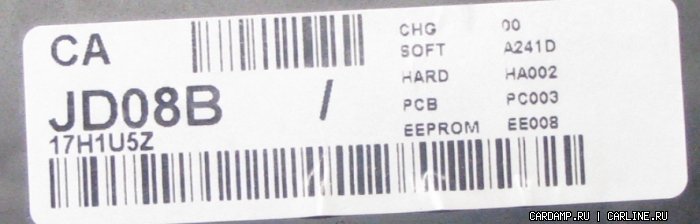 CA
JD08B /
17H1U5Z
CHG 00
SOFT A241D
HARD HA002
PCB PC003
EEPROM EE008
CARDAMP.RU | CARLINE.RU